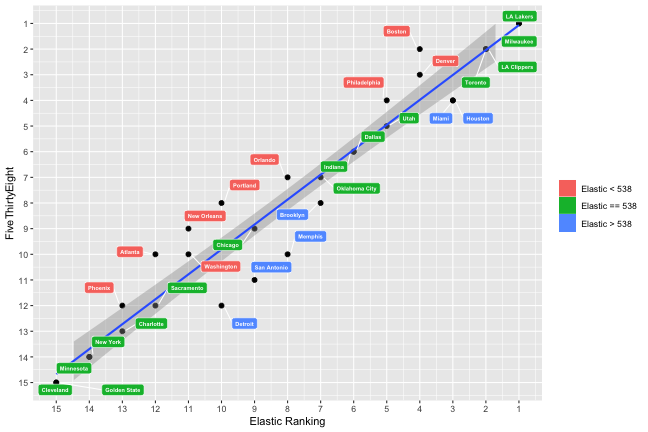 LA Lakers
Boston
Milwaukee
Denver
LA Clippers
Philadelphia
Toronto
Utah
Miami
Houston
Dallas
Orlando
Indiana
Portland
Oklahoma City
New Orleans
Brooklyn
Memphis
Chicago
Atlanta
Washington
San Antonio
Phoenix
Sacramento
Charlotte
Detroit
New York
Minnesota
Cleveland
Golden State
1
2
3
4
5
6
7
8
9
10
11
12
13
14
15
FiveThirtyEight
15 14 13 12 11 10 9 8 7 6 5 4 3 2 1
Elastic Ranking
Elastic < 538
Elastic == 538
Elastic > 538